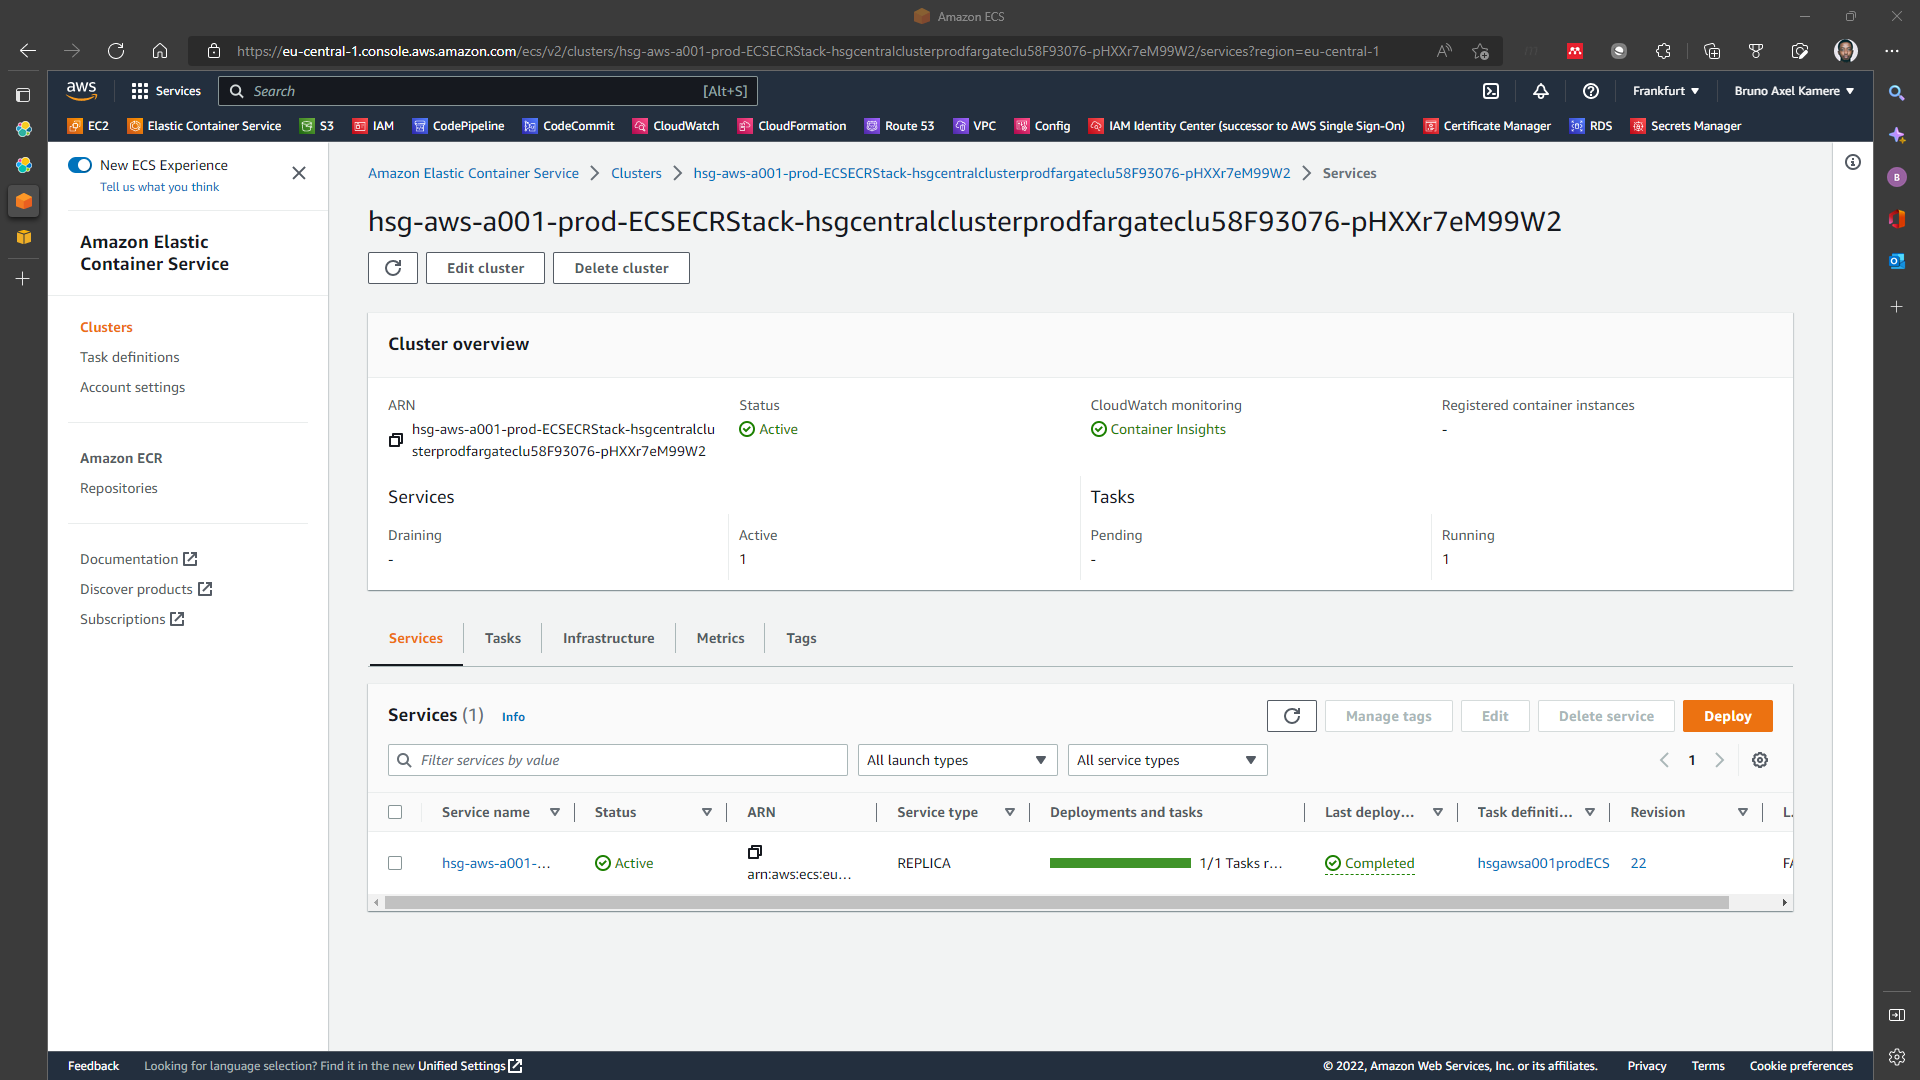 Amazon ECS
https://eu-central-1.console.aws.amazon.com/ecs/v2/clusters/hsg-aws-a001-prod-ECSECRStack-hsgcentralclusterprodfargateclu58F93076-pHXXr7eM99W2/services?region=eu-central-1
aws
Services
Search
[Alt+S]
Frankfurt
Bruno Axel Kamere
EC2
Elastic Container Service
S3
IAM
CodePipeline
CodeCommit
CloudWatch
CloudFormation
Route 53
VPC
Config
IAM Identity Center (successor to AWS Single Sign-On)
Certificate Manager
RDS
Secrets Manager
New ECS Experience
Tell us what you think
Amazon Elastic
Container Service
Clusters
Task definitions
Account settings
Amazon ECR
Repositories
Documentation
Discover products
Subscriptions
Amazon Elastic Container Service
Clusters
hsg-aws-a001-prod-ECSECRStack-hsgcentralclusterprodfargateclu58F93076-pHXXr7eM99W2
Services
hsg-aws-a001-prod-ECSECRStack-hsgcentralclusterprodfargateclu58F93076-pHXXr7eM99W2
Edit cluster
Delete cluster
Cluster overview
ARN
hsg-aws-a001-prod-ECSECRStack-hsgcentralclu
sterprodfargateclu58F93076-pHXXr7eM99W2
Status
Active
CloudWatch monitoring
Container Insights
Registered container instances
-
Services
Draining
-
Active
1
Tasks
Pending
-
Running
1
Services
Tasks
Infrastructure
Metrics
Tags
Services (1)
Info
Manage tags
Edit
Delete service
Deploy
Filter services by value
All launch types
All service types
1
Service name
Status
ARN
Service type
Deployments and tasks
Last deploy...
Task definiti...
Revision
L.
hsg-aws-a001-...
Active
arn:aws:ecs:eu...
REPLICA
1/1 Tasks r...
Completed
hsgawsa001prodECS
22
FA
B
Feedback
Looking for language selection? Find it in the new Unified Settings
© 2022, Amazon Web Services, Inc. or its affiliates.
Privacy
Terms
Cookie preferences